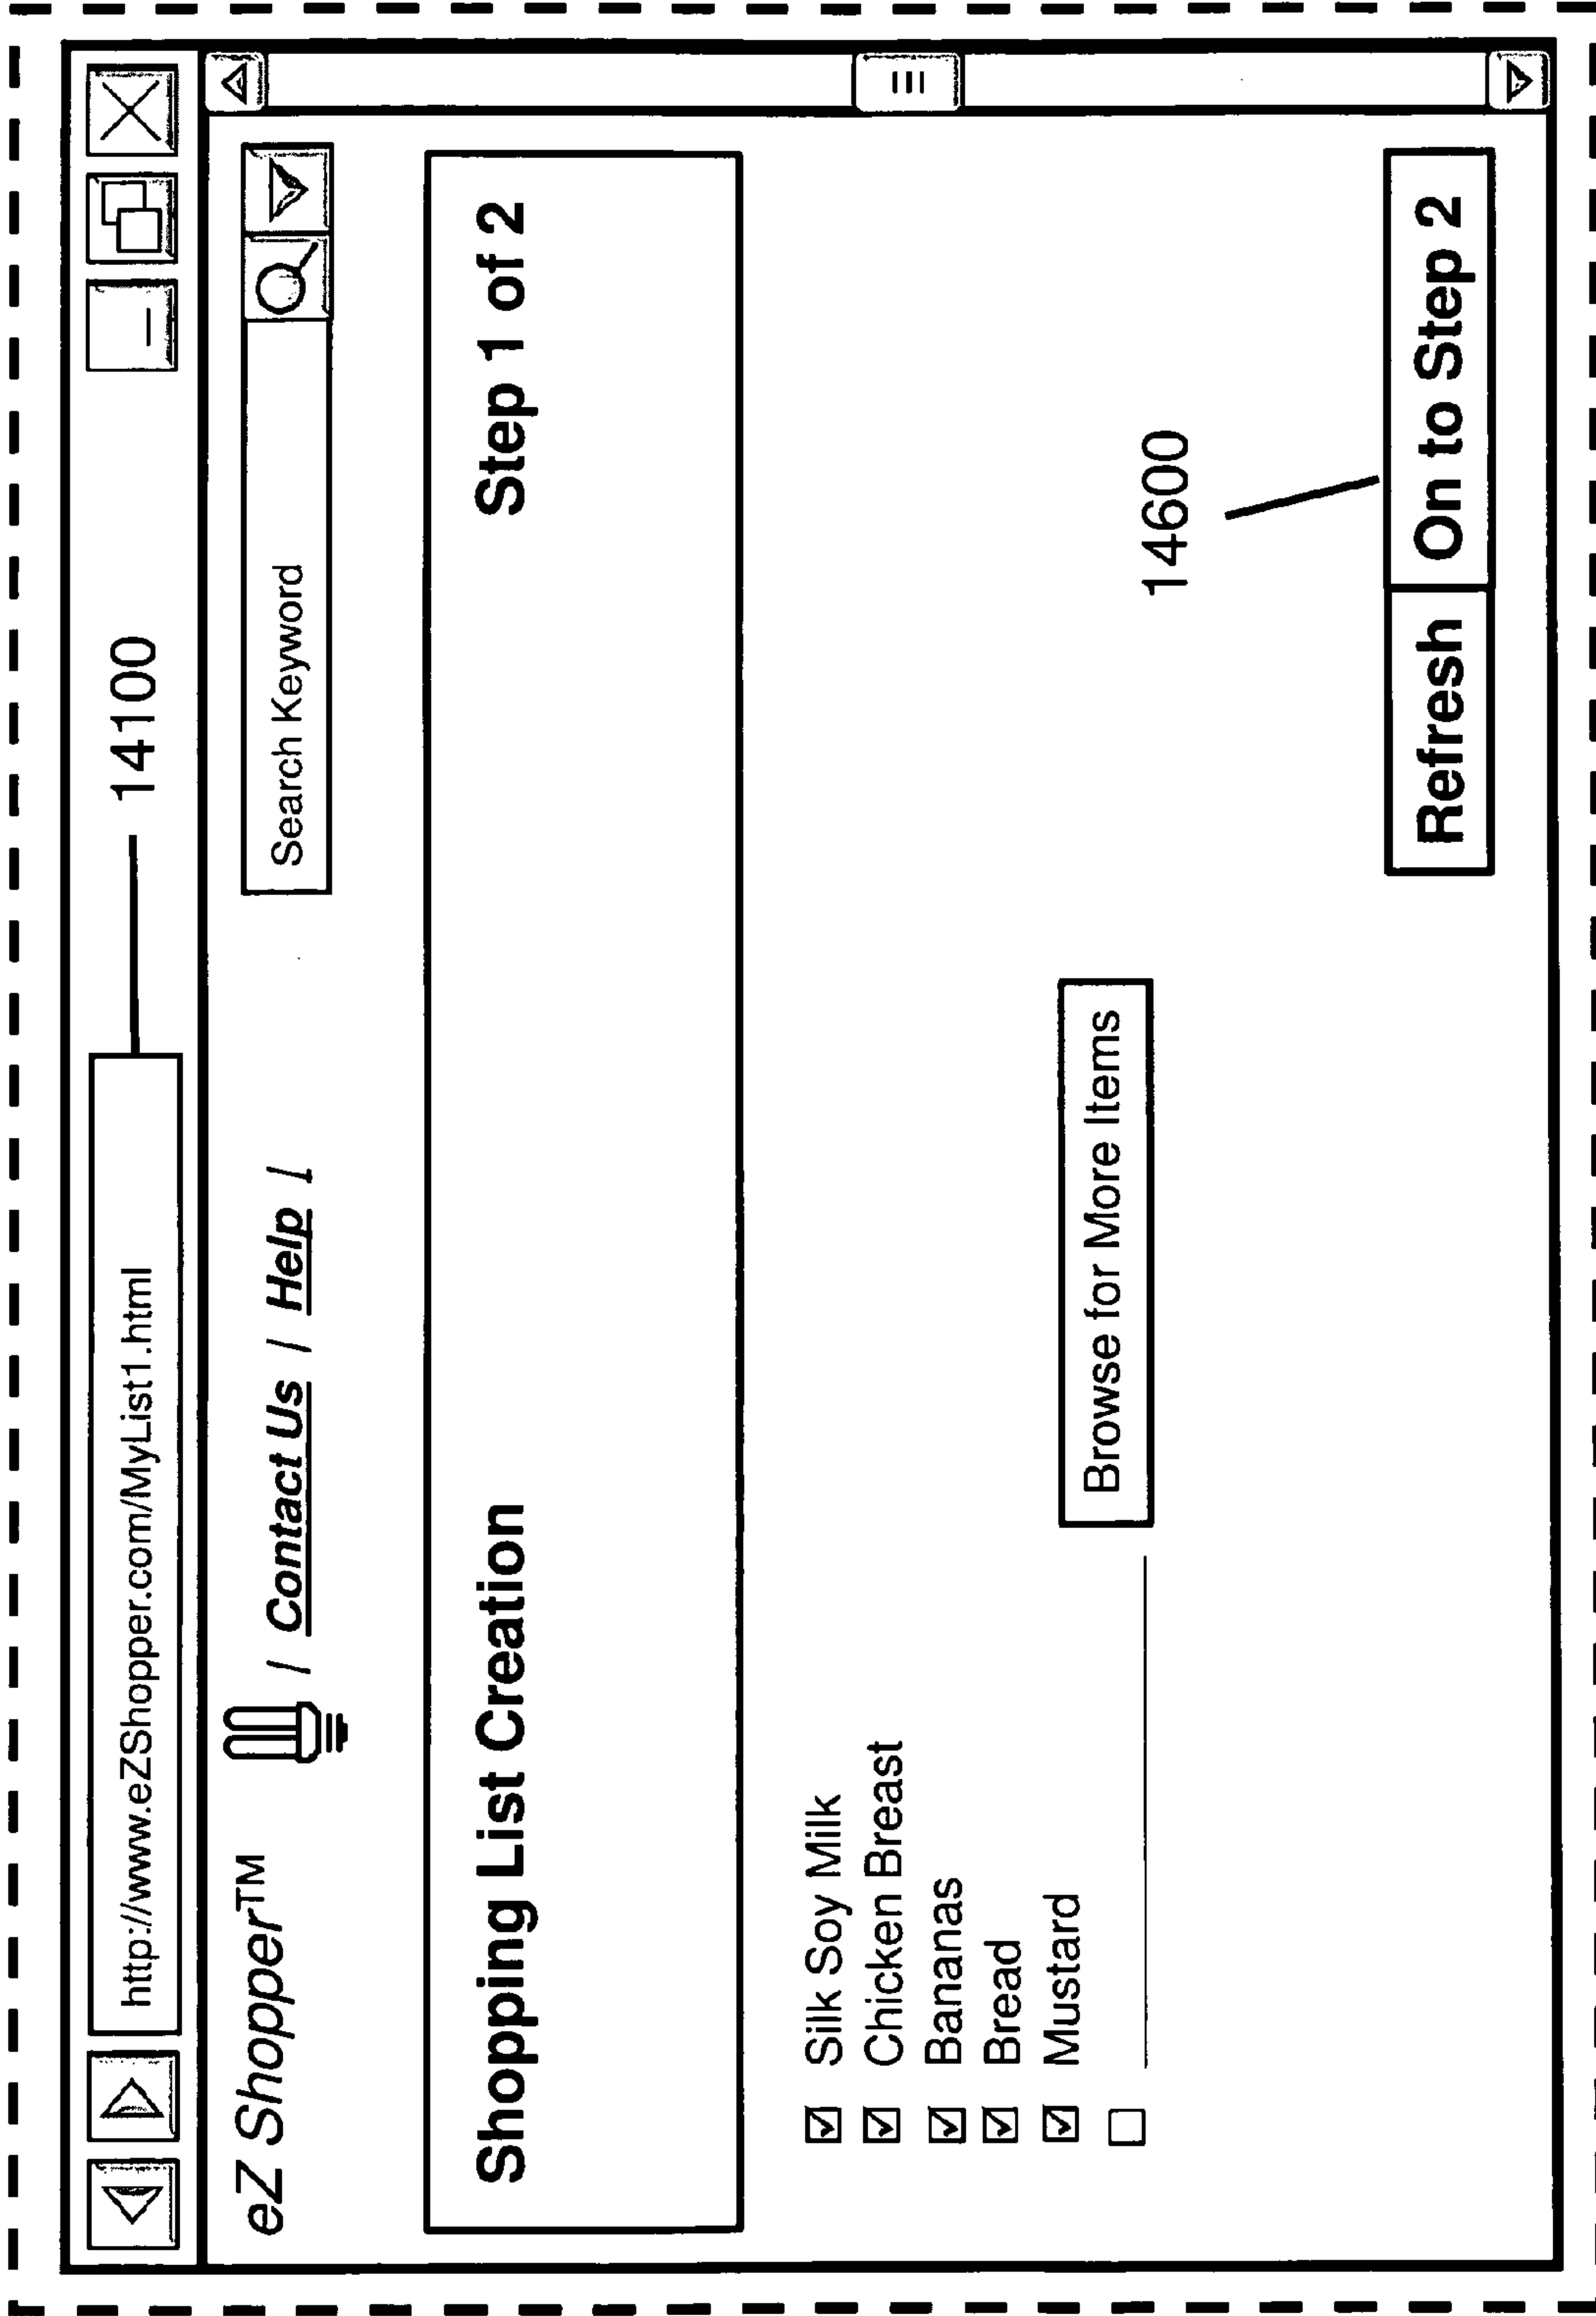 http://www.eZShopper.com/MyList1.html
14100
eZ Shopper™ / Contact Us / Help /
Search Keyword
Shopping List Creation
Step 1 of 2
Silk Soy Milk
Chicken Breast
Bananas
Bread
Mustard
Browse for More Items
14600
Refresh
On to Step 2